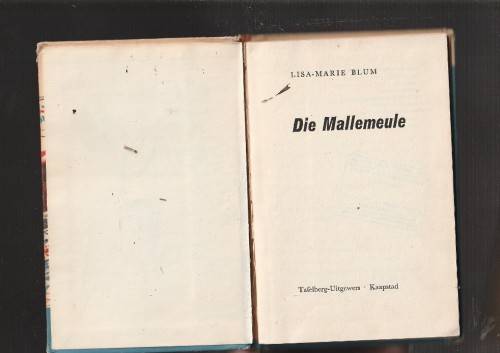 LISA-MARIE BLUM
Die Mallemeule
Tafelberg-Uitgewers · Kaapstad